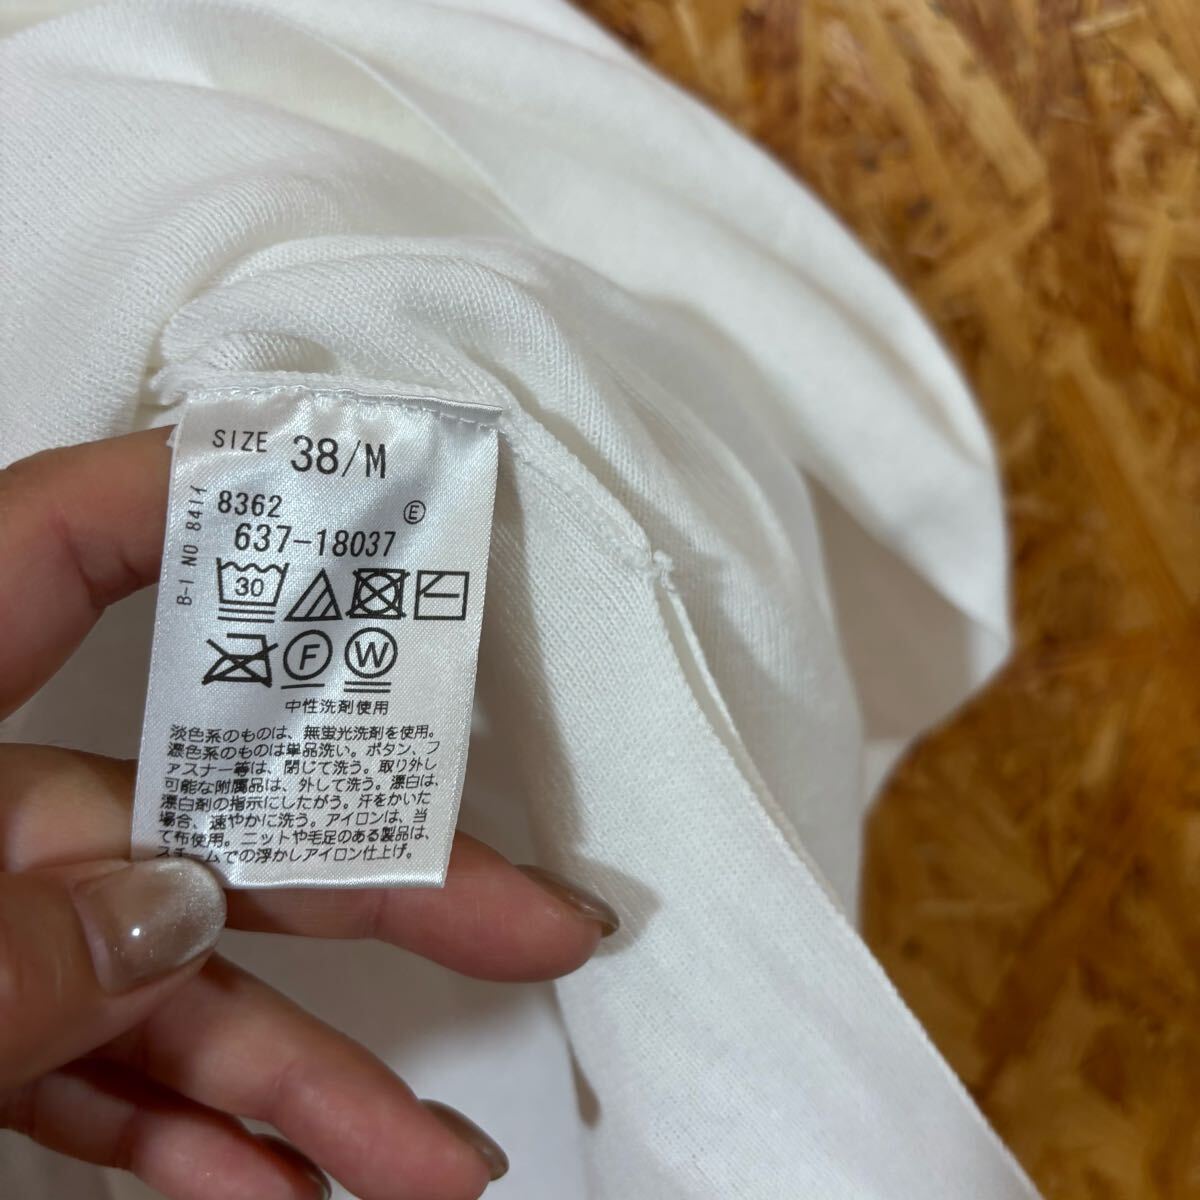 SIZE 38/M
8362 Ⓔ
637-18037
B-1 NO 8414
30
F W
中性洗剤使用
淡色系のものは、無蛍光洗剤を使用。
濃色系のものは単品洗い。ボタン、フ
ァスナー等は、閉じて洗う。取り外し
可能な附属品は、外して洗う。漂白は、
漂白剤の指示にしたがう。汗をかいた
場合、速やかに洗う。アイロンは、当
て布使用。ニットや毛足のある製品は、
スチームでの浮かしアイロン仕上げ。